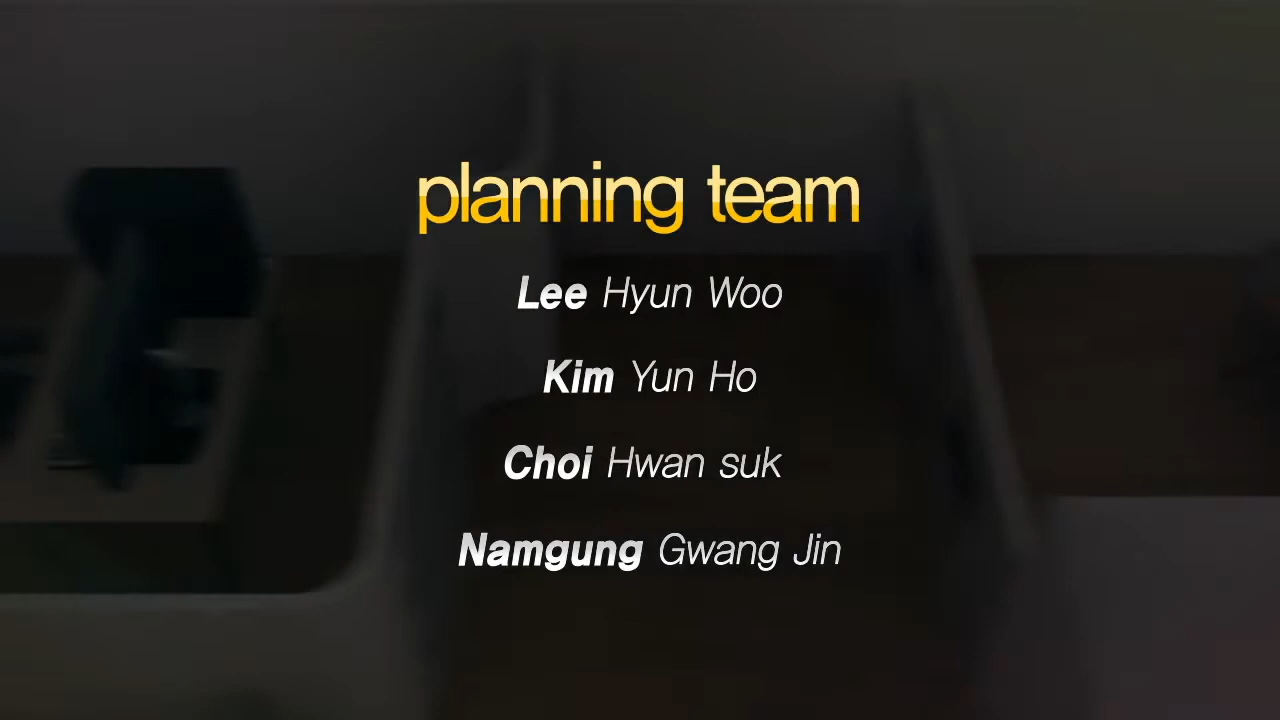 planning team
Lee Hyun Woo
Kim Yun Ho
Choi Hwan suk
Namgung Gwang Jin